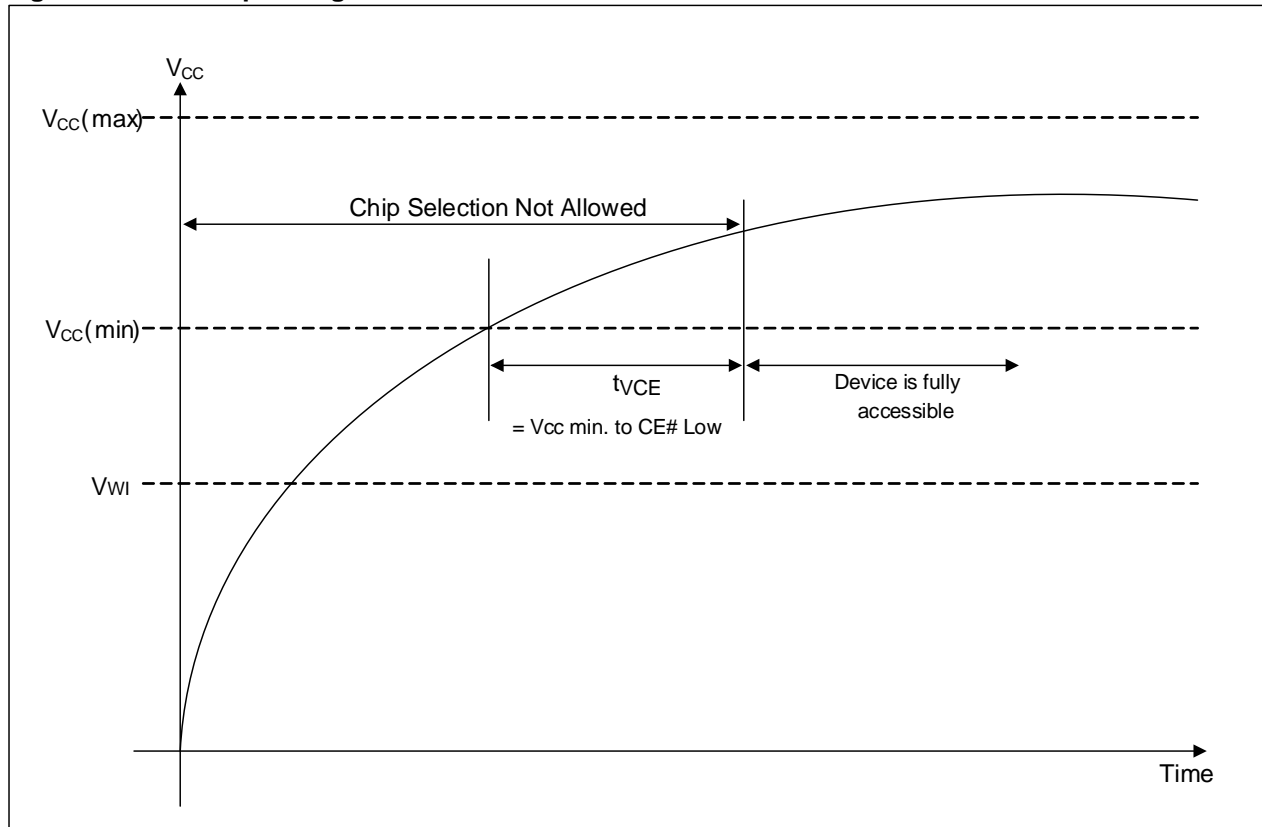 VCC
VCC(max)
Chip Selection Not Allowed
VCC(min)
tVCE
Device is fully
accessible
= Vcc min. to CE# Low
VWI
Time